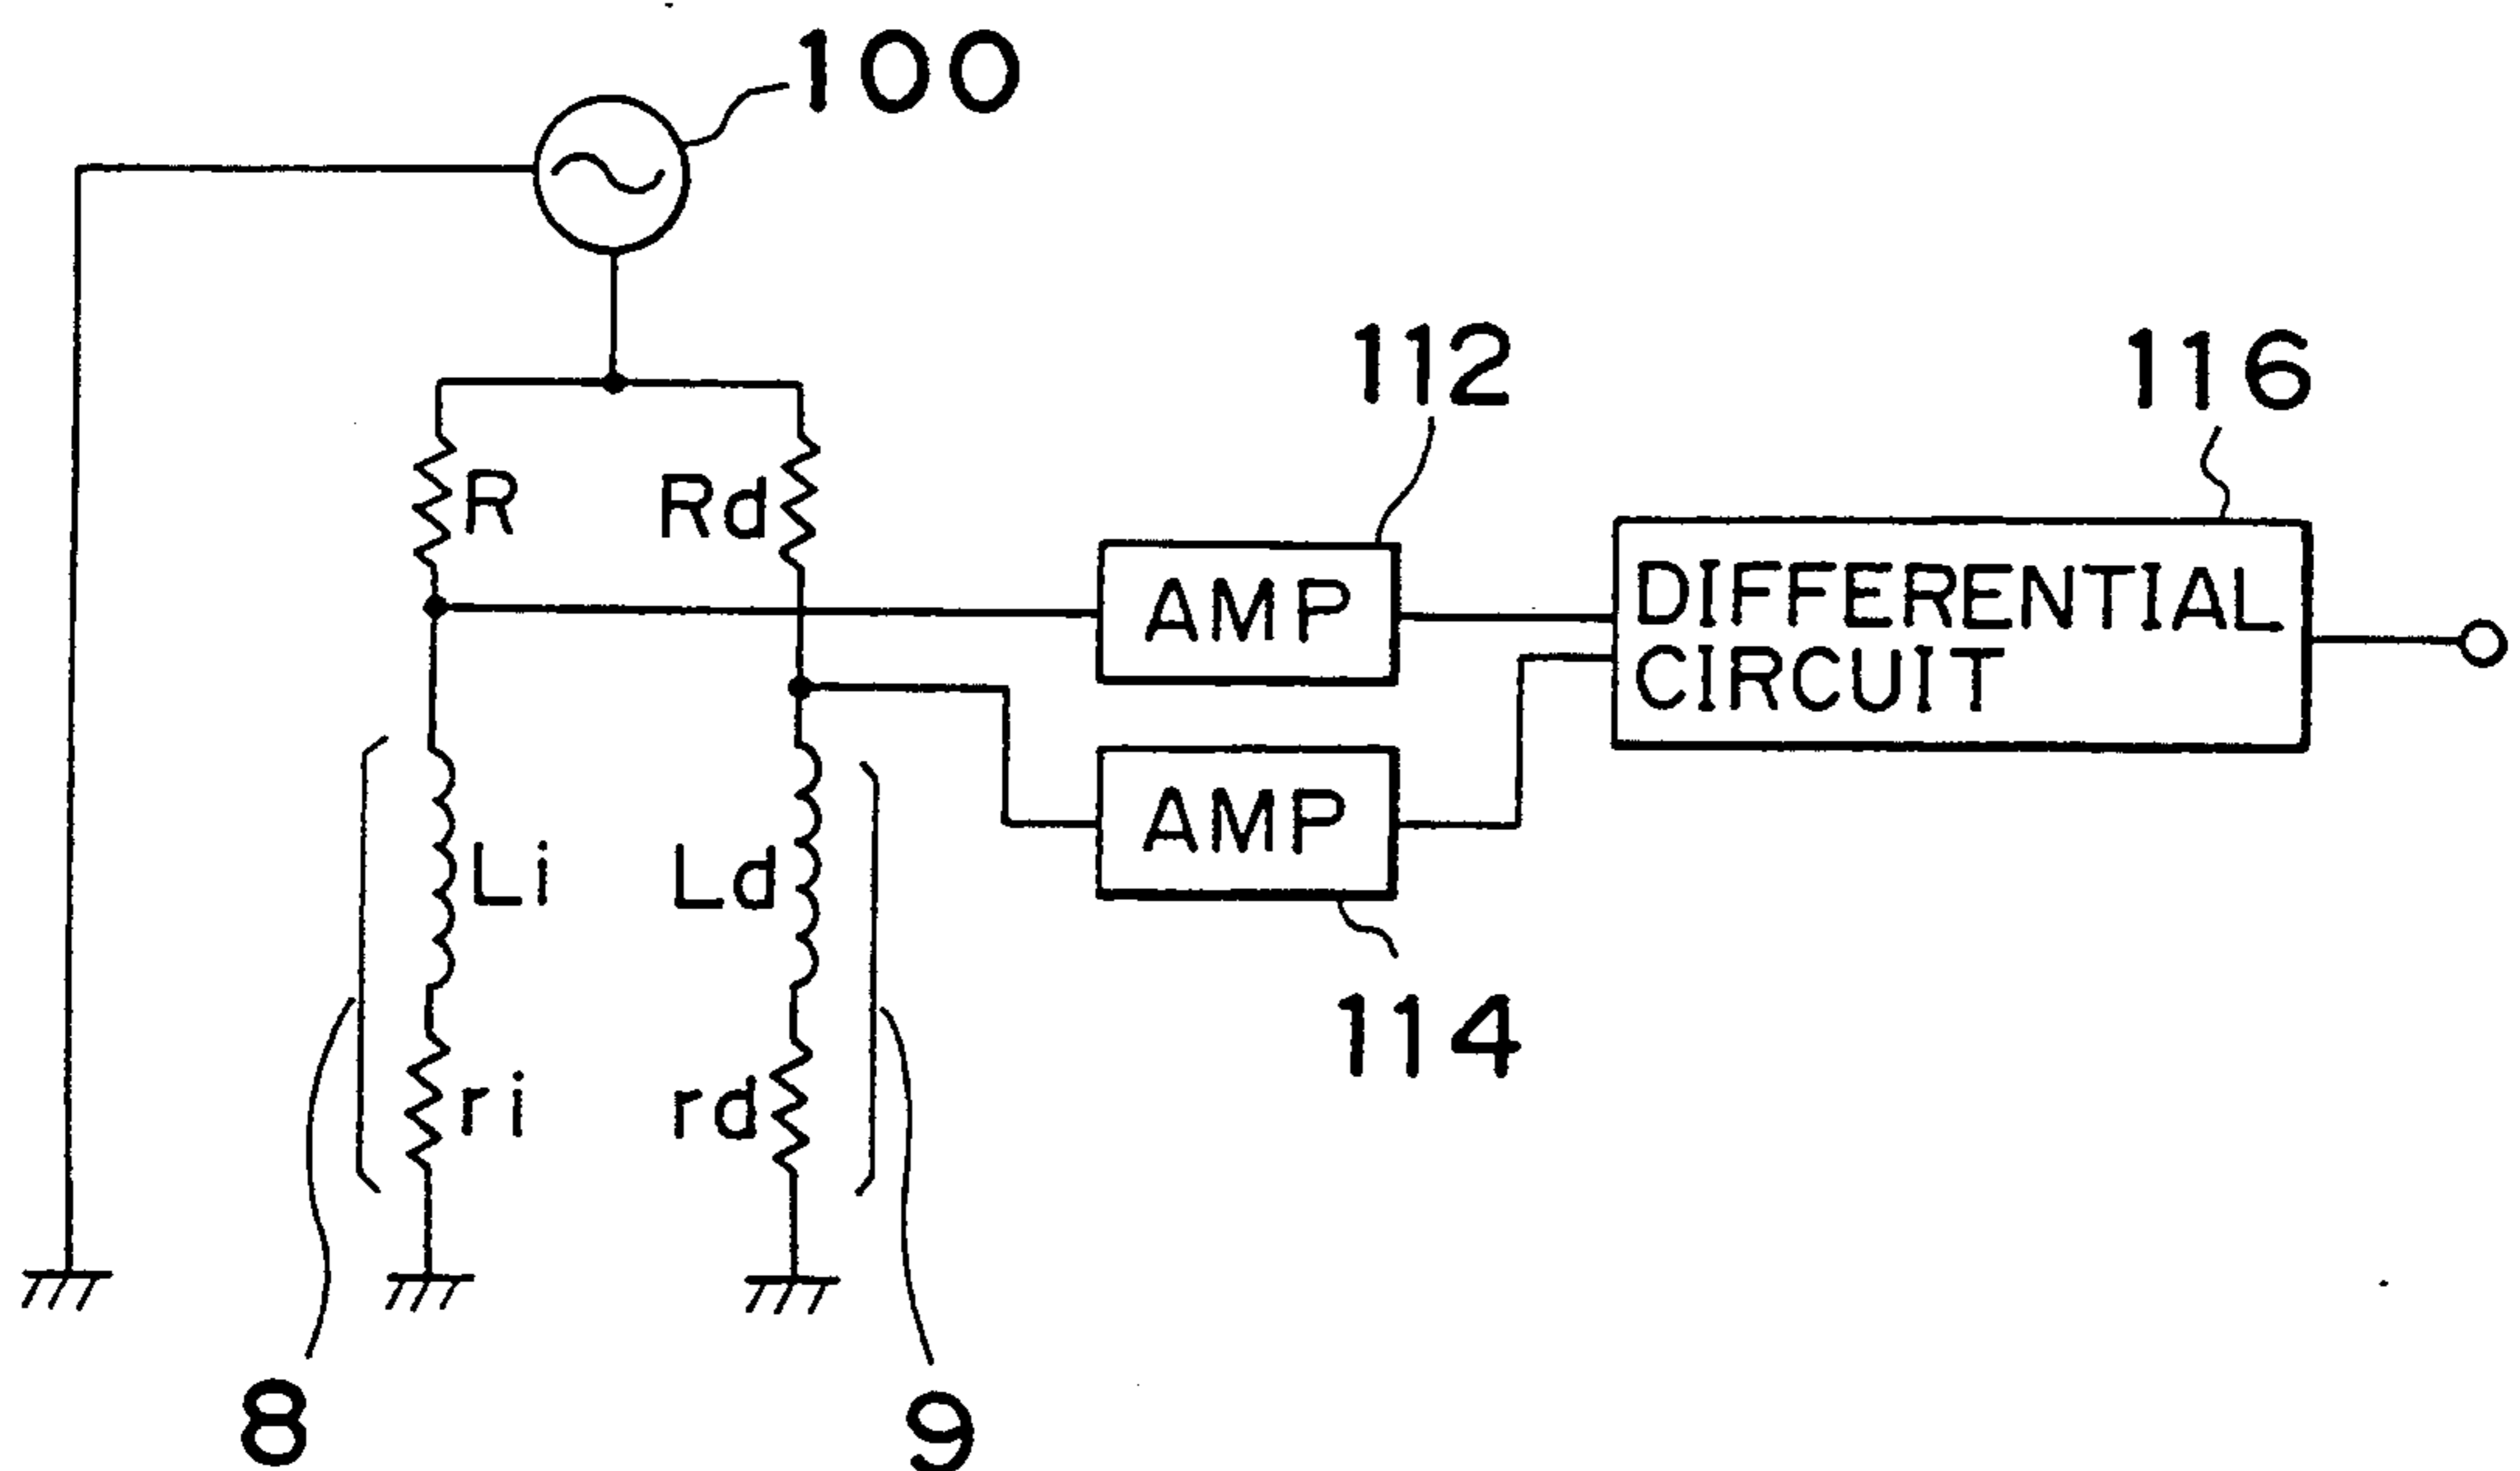 100
112
116
R
Rd
AMP
DIFFERENTIAL
CIRCUIT
AMP
Li
Ld
114
ri
rd
8
9